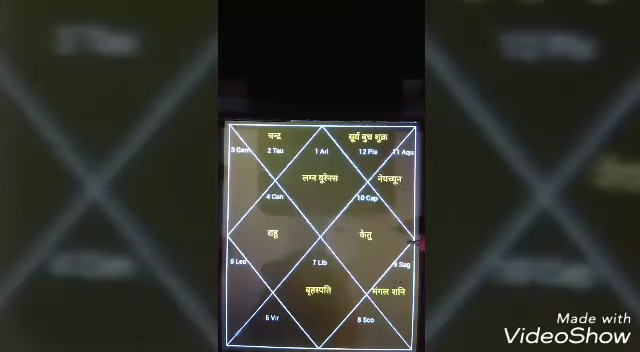 चन्द्र
सूर्य बुध शुक्र
3 Gem
2 Tau
1 Ari
12 Pis
11 Aqu
लग्न यूरेनस
नेपच्यून
4 Can
10 Cap
राहू
केतु
5 Leo
7 Lib
9 Sag
बृहस्पति
मंगल शनि
6 Vir
8 Sco
Made with
VideoShow